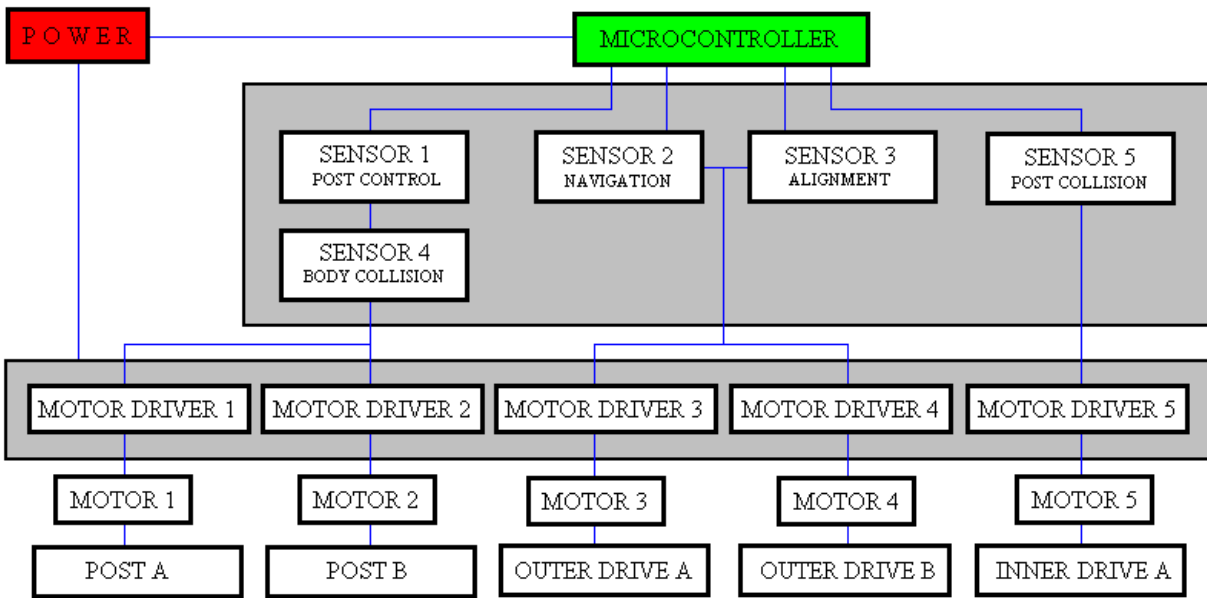 P O W E R
MICROCONTROLLER
SENSOR 1
POST CONTROL
SENSOR 2
NAVIGATION
SENSOR 3
ALIGNMENT
SENSOR 5
POST COLLISION
SENSOR 4
BODY COLLISION
MOTOR DRIVER 1
MOTOR DRIVER 2
MOTOR DRIVER 3
MOTOR DRIVER 4
MOTOR DRIVER 5
MOTOR 1
MOTOR 2
MOTOR 3
MOTOR 4
MOTOR 5
POST A
POST B
OUTER DRIVE A
OUTER DRIVE B
INNER DRIVE A